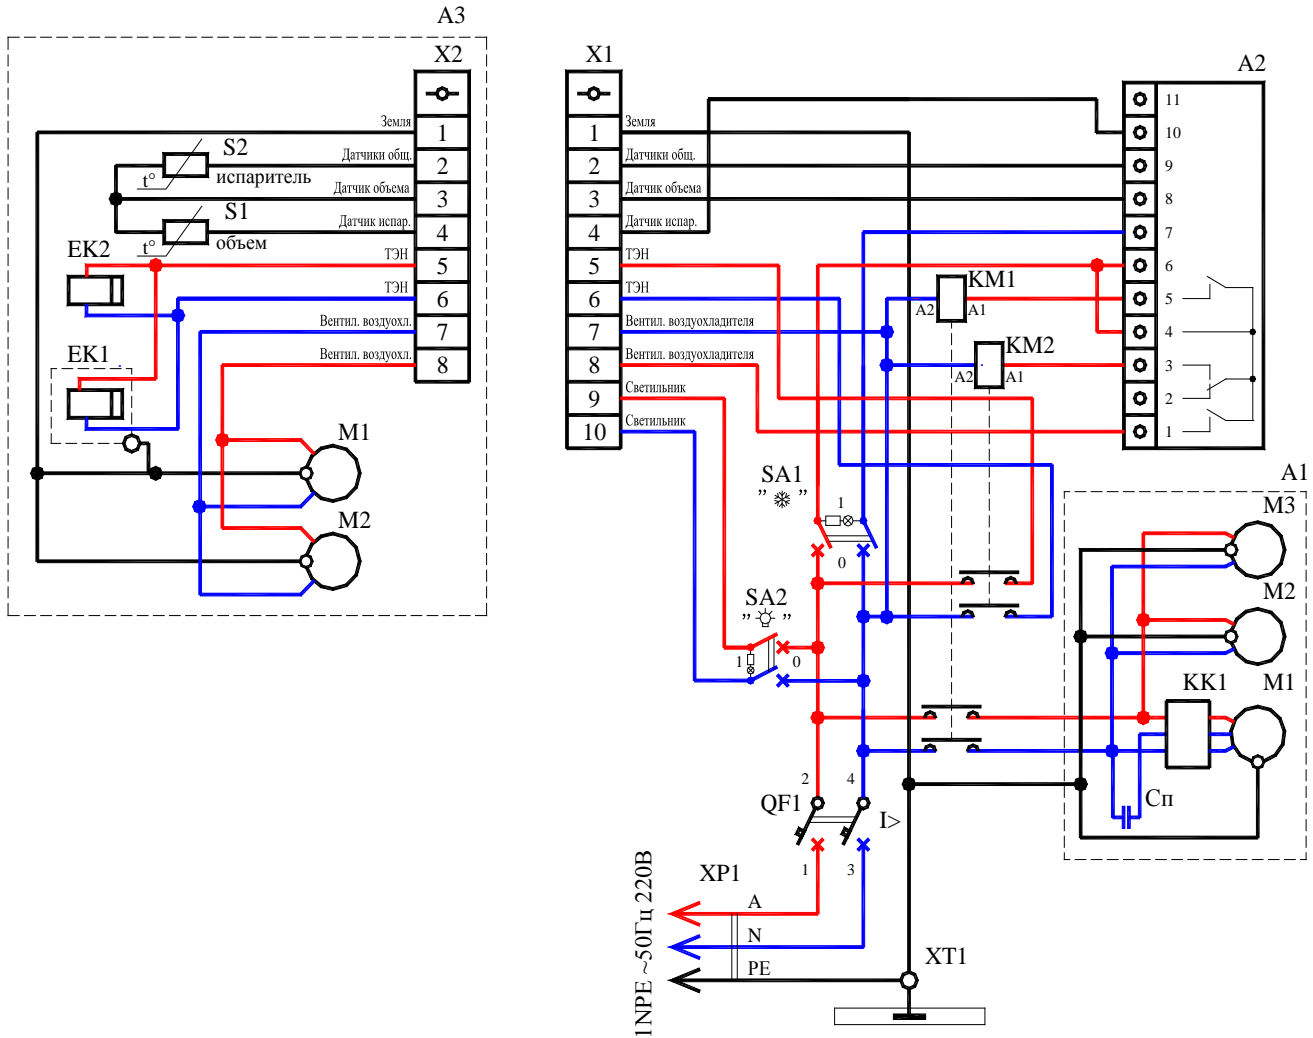 A3
X2
1
2
3
4
5
6
7
8
Земля
Датчики общ.
Датчик объема
Датчик испар.
ТЭН
ТЭН
Вентил. воздуохл.
Вентил. воздуохл.
S2
t°
испаритель
S1
t°
объем
EK2
EK1
M1
M2
X1
1
2
3
4
5
6
7
8
9
10
Земля
Датчики общ.
Датчик объема
Датчик испар.
ТЭН
ТЭН
Вентил. воздуохладителя
Вентил. воздуохладителя
Светильник
Светильник
A2
11
10
9
8
7
6
5
4
3
2
1
KM1
A2
A1
KM2
A2
A1
SA1
" "
1
0
SA2
" "
1
0
A1
M3
M2
KK1
M1
Cп
2
4
QF1
I>
1
3
XP1
A
N
PE
XT1
1NPE ~50Гц 220В